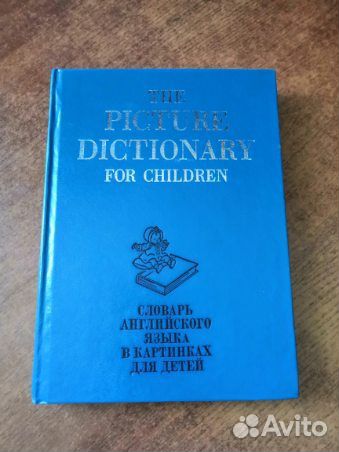 THE
PICTURE
DICTIONARY
FOR CHILDREN
СЛОВАРЬ
АНГЛИЙСКОГО
ЯЗЫКА
В КАРТИНКАХ
ДЛЯ ДЕТЕЙ
Avito